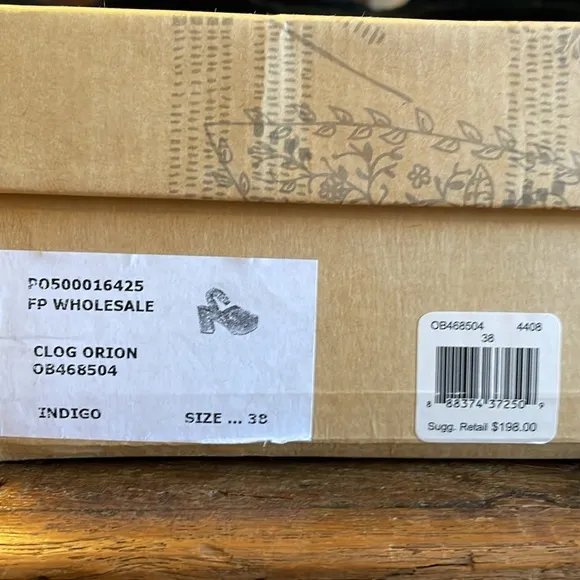 PO500016425
FP WHOLESALE
CLOG ORION
OB468504
INDIGO SIZE ... 38
OB468504 4408
38
8 88374 37250 9
Sugg. Retail $198.00